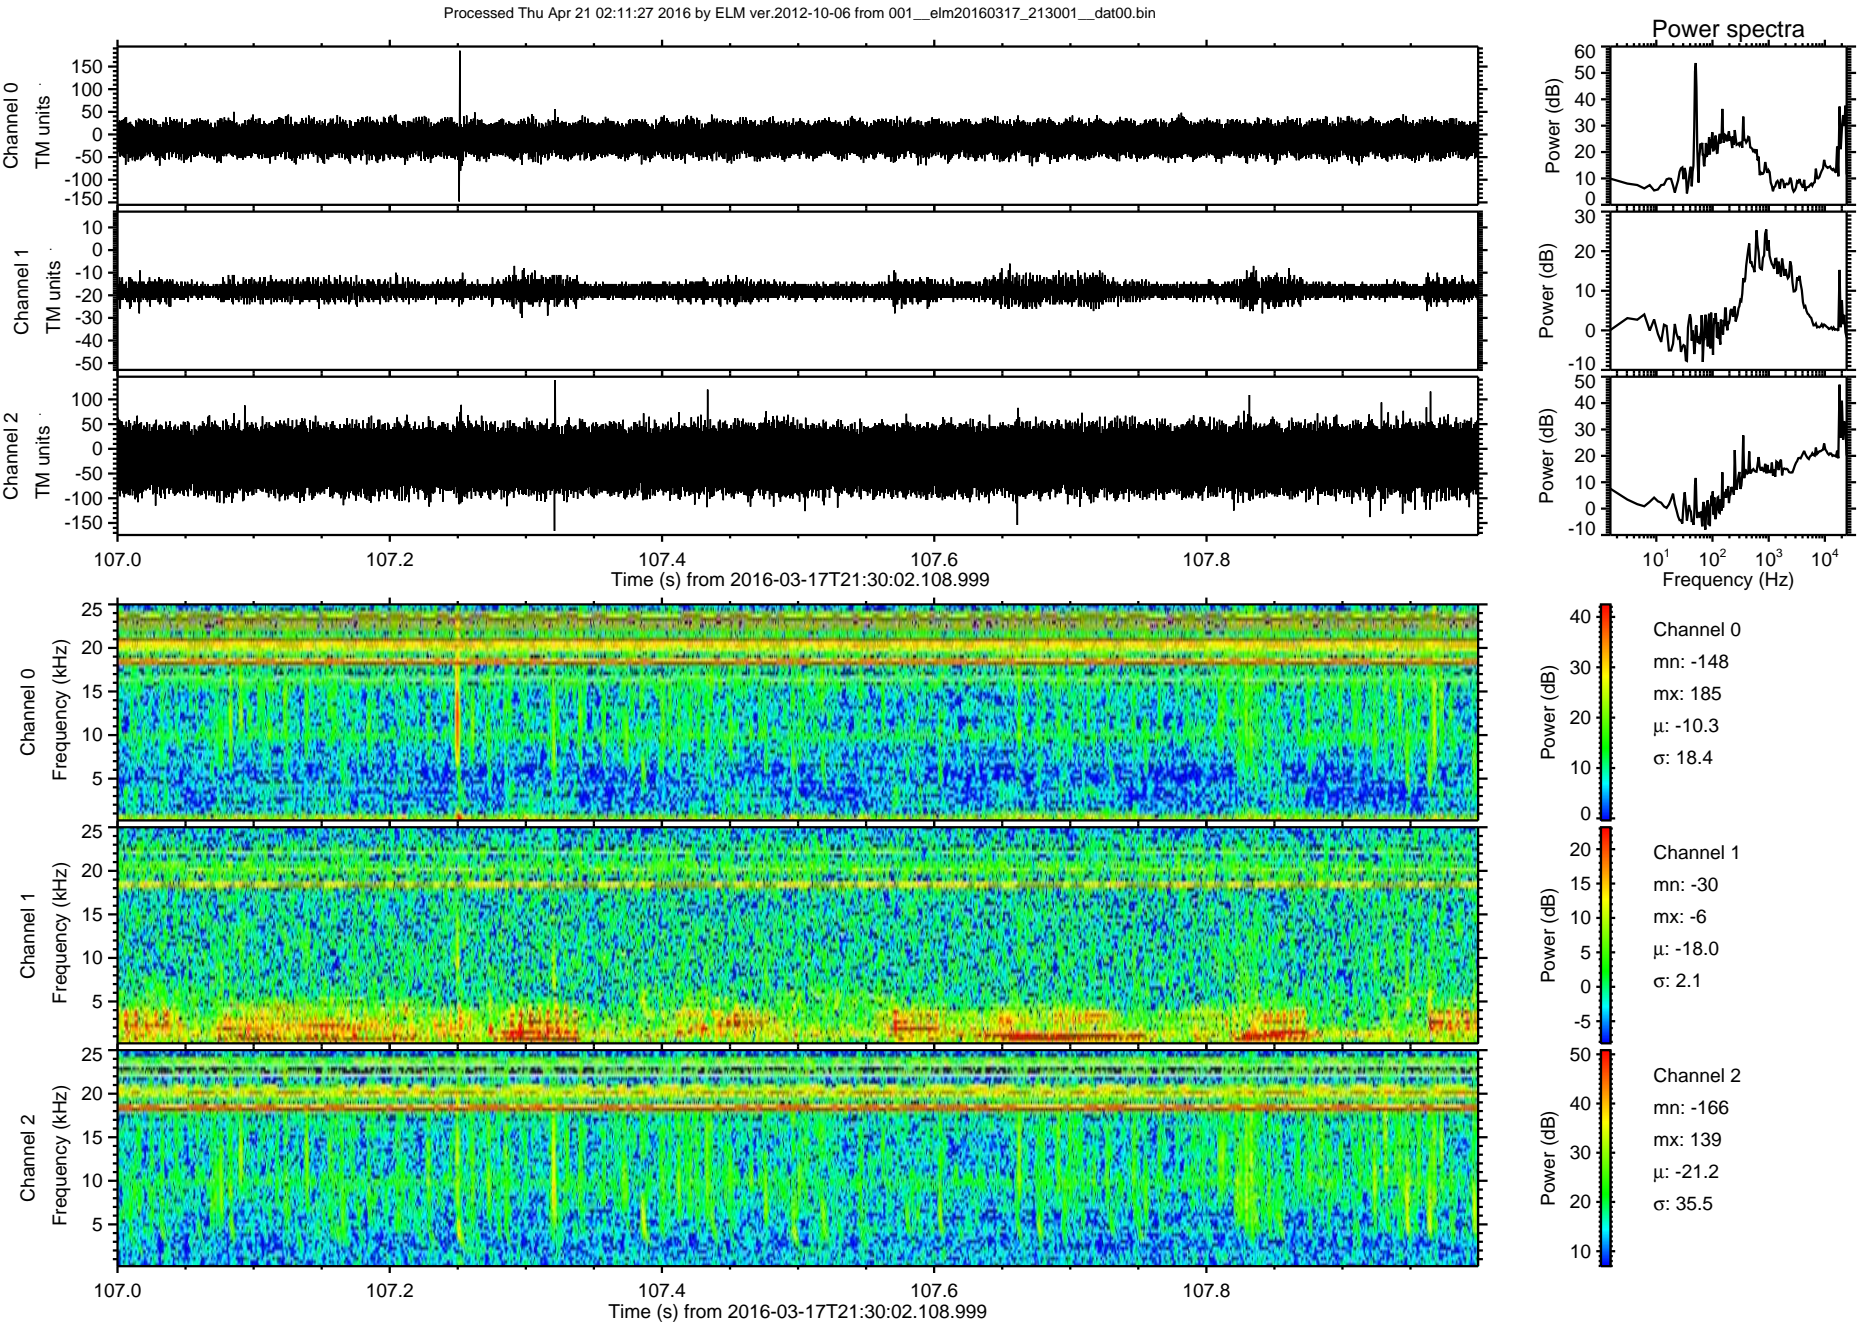 Processed Thu Apr 21 02:11:27 2016 by ELM ver.2012-10-06 from 001__elm20160317_213001__dat00.bin
Power spectra
Channel 0
TM units
150
100
50
0
-50
-100
-150
Power (dB)
60
50
40
30
20
10
0
Channel 1
TM units
10
0
-10
-20
-30
-40
-50
Power (dB)
30
20
10
0
-10
Channel 2
TM units
100
50
0
-50
-100
-150
Power (dB)
50
40
30
20
10
0
-10
107.0 107.2 107.4 107.6 107.8
Time (s) from 2016-03-17T21:30:02.108.999
10^1 10^2 10^3 10^4
Frequency (Hz)
Channel 0
Frequency (kHz)
25
20
15
10
5
Power (dB)
40
30
20
10
0
Channel 0
mn: -148
mx: 185
µ: -10.3
σ: 18.4
Channel 1
Frequency (kHz)
25
20
15
10
5
Power (dB)
20
15
10
5
0
-5
Channel 1
mn: -30
mx: -6
µ: -18.0
σ: 2.1
Channel 2
Frequency (kHz)
25
20
15
10
5
Power (dB)
50
40
30
20
10
Channel 2
mn: -166
mx: 139
µ: -21.2
σ: 35.5
107.0 107.2 107.4 107.6 107.8
Time (s) from 2016-03-17T21:30:02.108.999